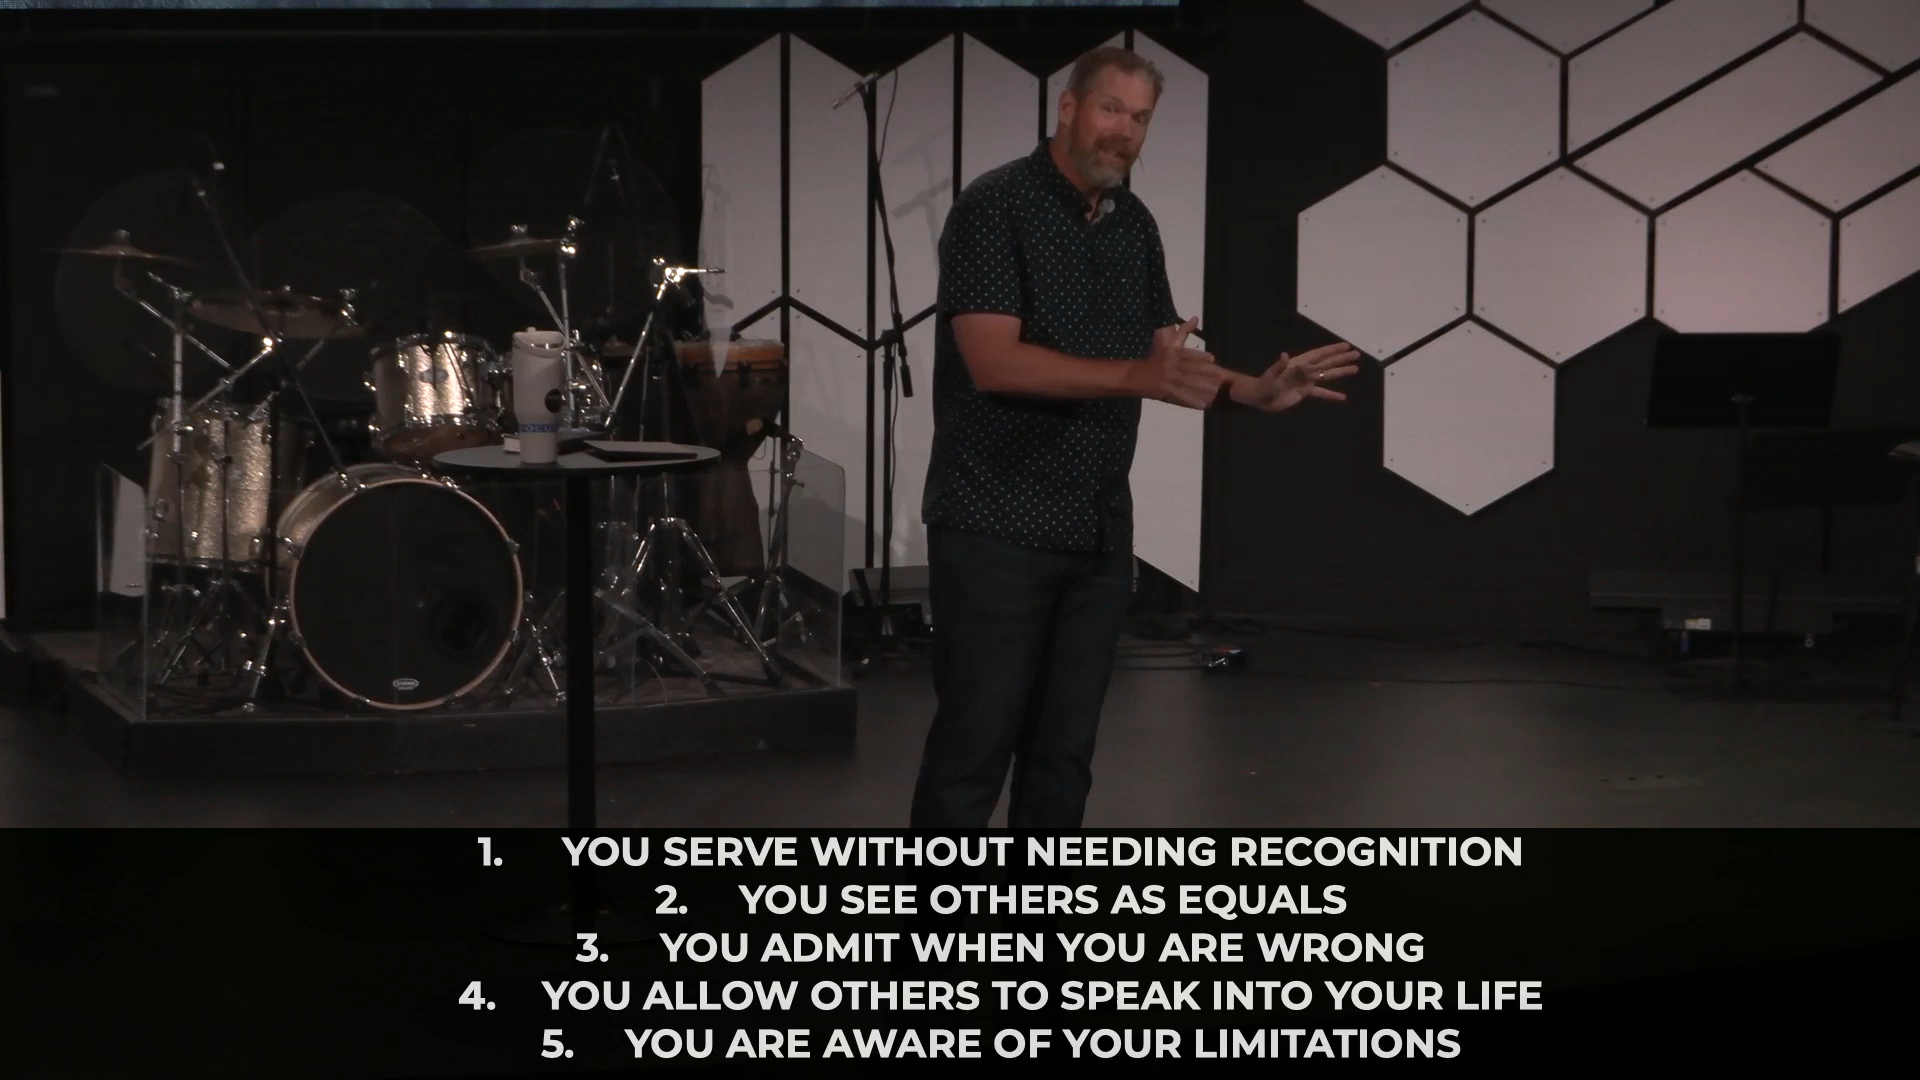 FOCUS
1. YOU SERVE WITHOUT NEEDING RECOGNITION
2. YOU SEE OTHERS AS EQUALS
3. YOU ADMIT WHEN YOU ARE WRONG
4. YOU ALLOW OTHERS TO SPEAK INTO YOUR LIFE
5. YOU ARE AWARE OF YOUR LIMITATIONS